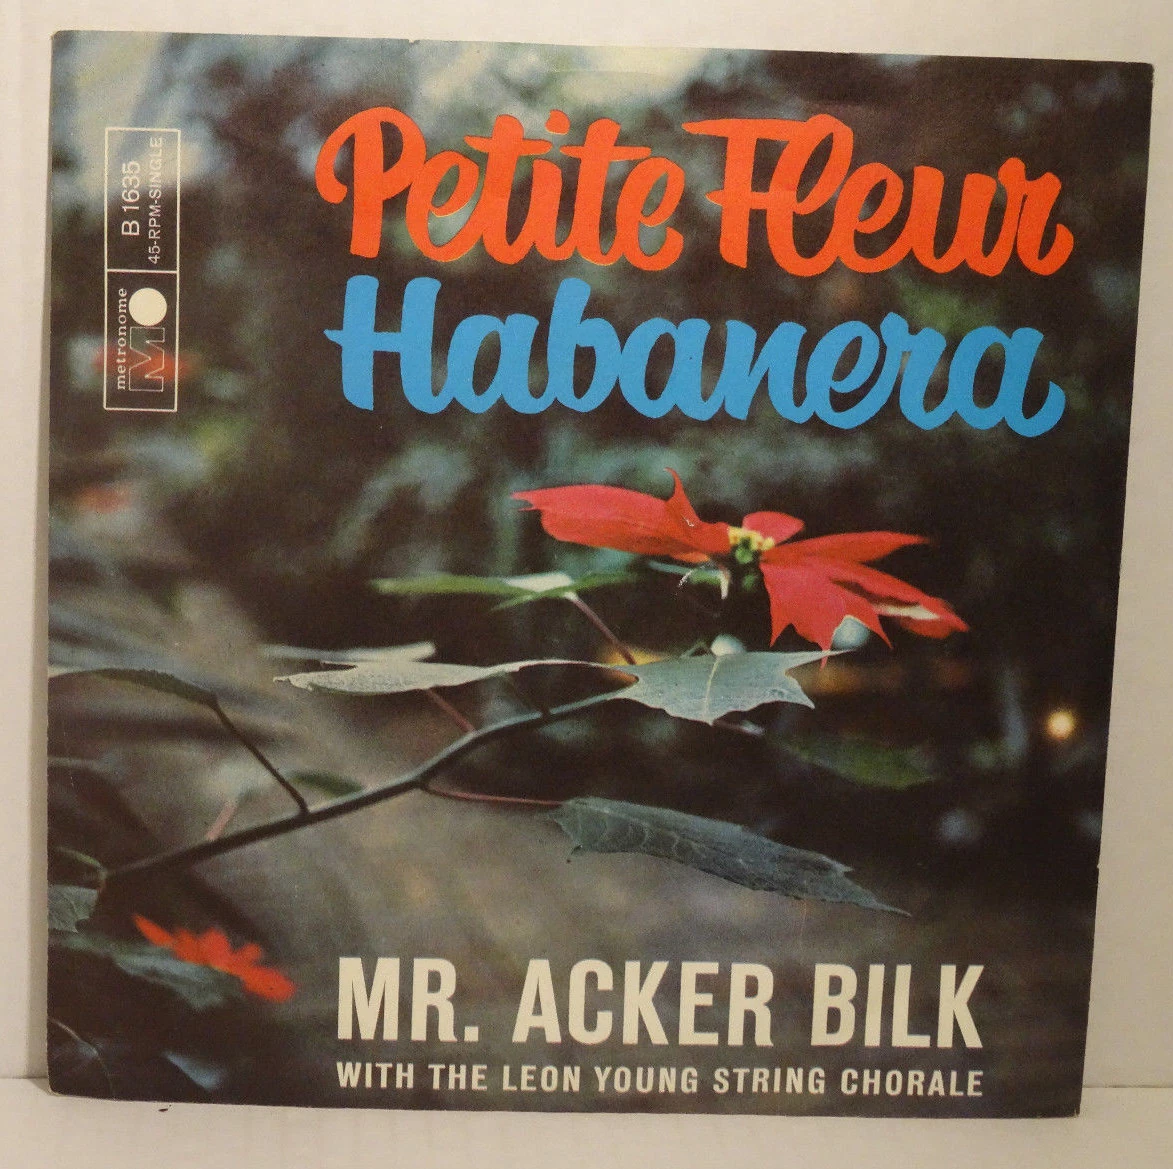 Petite Fleur
Habanera
B 1635
45-RPM-SINGLE
metronome
M
MR. ACKER BILK
WITH THE LEON YOUNG STRING CHORALE